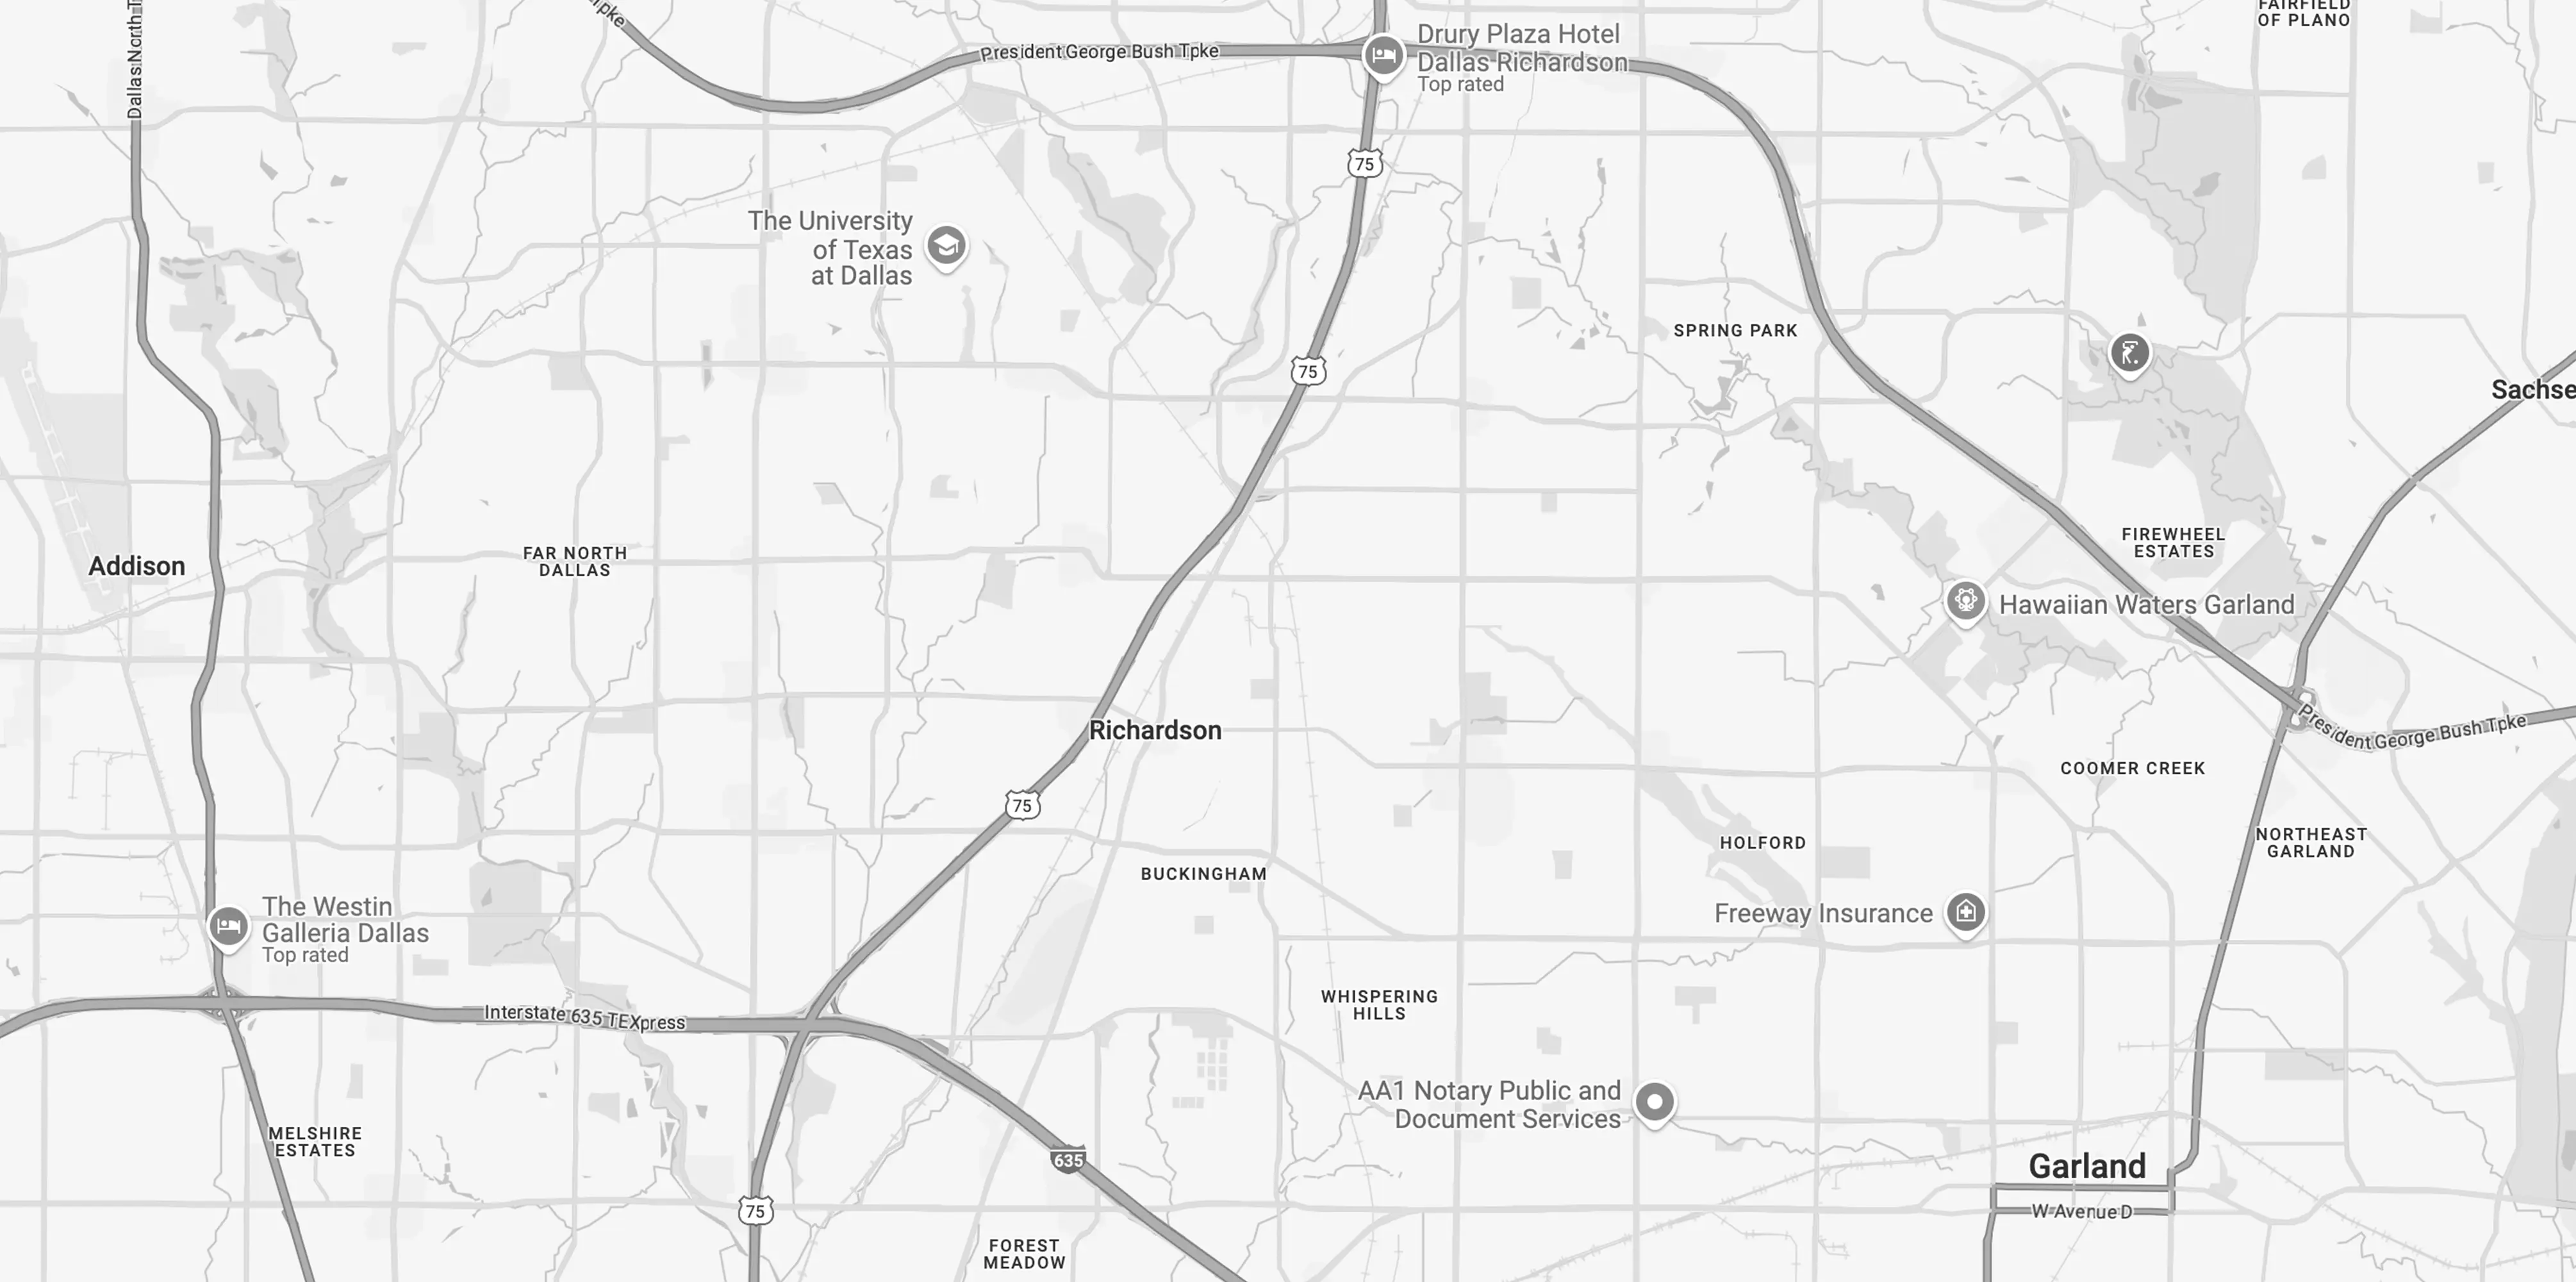 Dallas North T
Tpke
President George Bush Tpke
Drury Plaza Hotel
Dallas Richardson
Top rated
FAIRFIELD
OF PLANO
75
The University
of Texas
at Dallas
75
SPRING PARK
Sachse
Addison
FAR NORTH
DALLAS
FIREWHEEL
ESTATES
Hawaiian Waters Garland
Richardson
President George Bush Tpke
COOMER CREEK
75
HOLFORD
NORTHEAST
GARLAND
BUCKINGHAM
The Westin
Galleria Dallas
Top rated
Freeway Insurance
Interstate 635 TEXpress
WHISPERING
HILLS
AA1 Notary Public and
Document Services
MELSHIRE
ESTATES
635
Garland
75
W Avenue D
FOREST
MEADOW